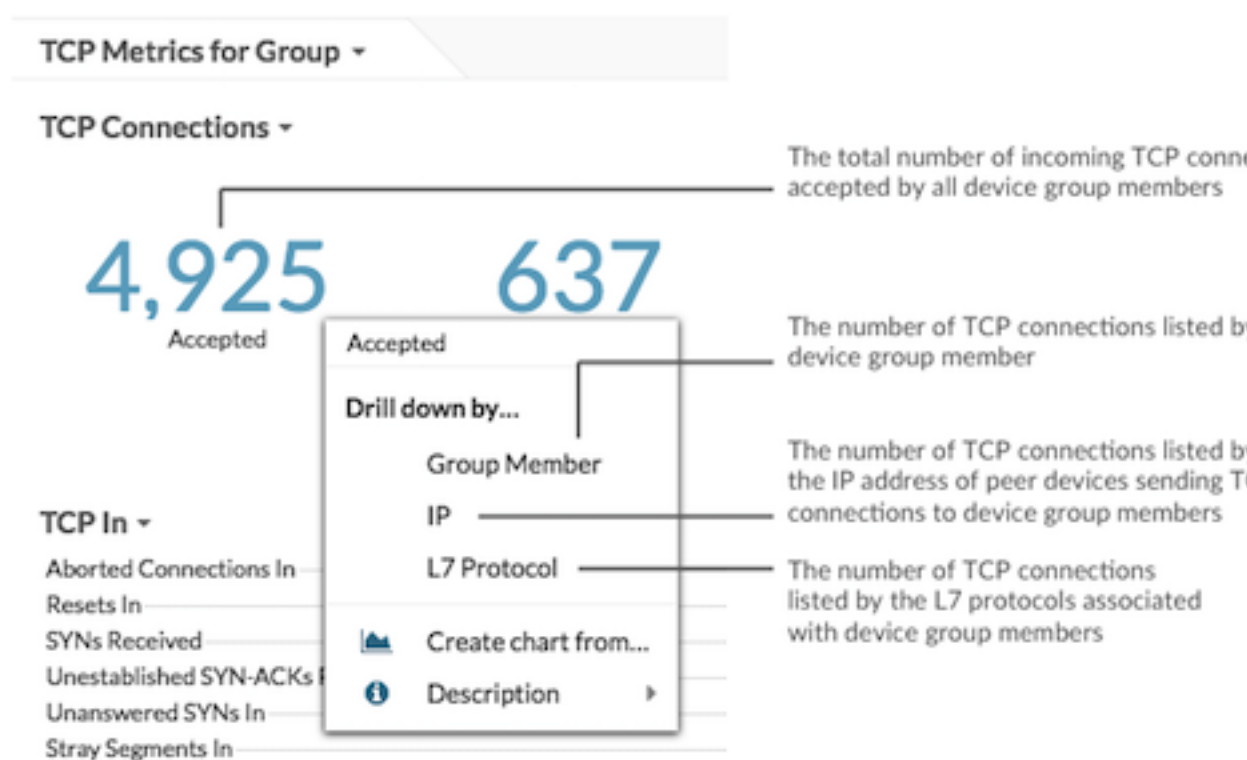 TCP Metrics for Group
TCP Connections
The total number of incoming TCP
accepted by all device group members
4,925
637
Accepted
Accepted
Drill down by...
Group Member
IP
L7 Protocol
Create chart from...
Description
The number of TCP connections listed
device group member
The number of TCP connections listed
the IP address of peer devices sending
connections to device group members
The number of TCP connections
listed by the L7 protocols associated
with device group members
TCP In
Aborted Connections In
Resets In
SYNs Received
Unestablished SYN-ACKs
Unanswered SYNs In
Stray Segments In